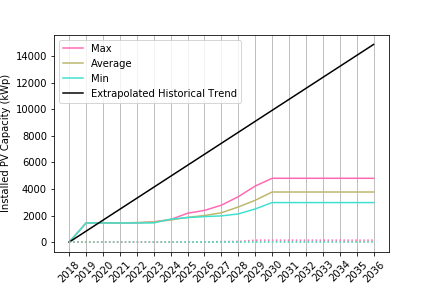 Installed PV Capacity (kWp)
14000
12000
10000
8000
6000
4000
2000
0
Max
Average
Min
Extrapolated Historical Trend
2018 2019 2020 2021 2022 2023 2024 2025 2026 2027 2028 2029 2030 2031 2032 2033 2034 2035 2036